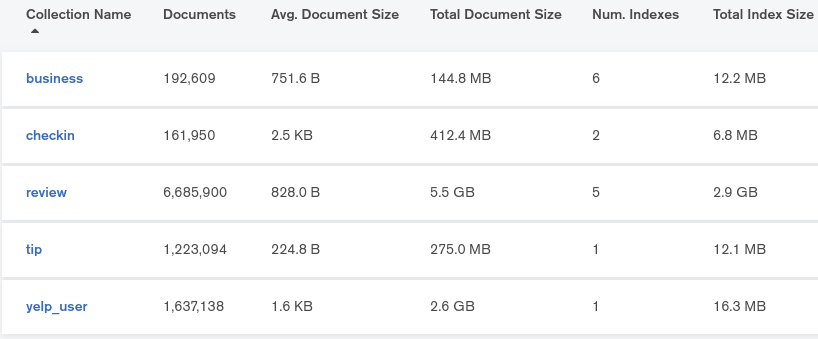 Collection Name Documents Avg. Document Size Total Document Size Num. Indexes Total Index Size
business 192,609 751.6 B 144.8 MB 6 12.2 MB
checkin 161,950 2.5 KB 412.4 MB 2 6.8 MB
review 6,685,900 828.0 B 5.5 GB 5 2.9 GB
tip 1,223,094 224.8 B 275.0 MB 1 12.1 MB
yelp_user 1,637,138 1.6 KB 2.6 GB 1 16.3 MB